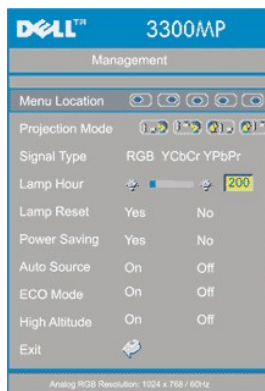 DELL™ 3300MP
Management
Menu Location
Projection Mode
Signal Type RGB YCbCr YPbPr
Lamp Hour 200
Lamp Reset Yes No
Power Saving Yes No
Auto Source On Off
ECO Mode On Off
High Altitude On Off
Exit
Analog RGB Resolution: 1024 x 768 / 60Hz